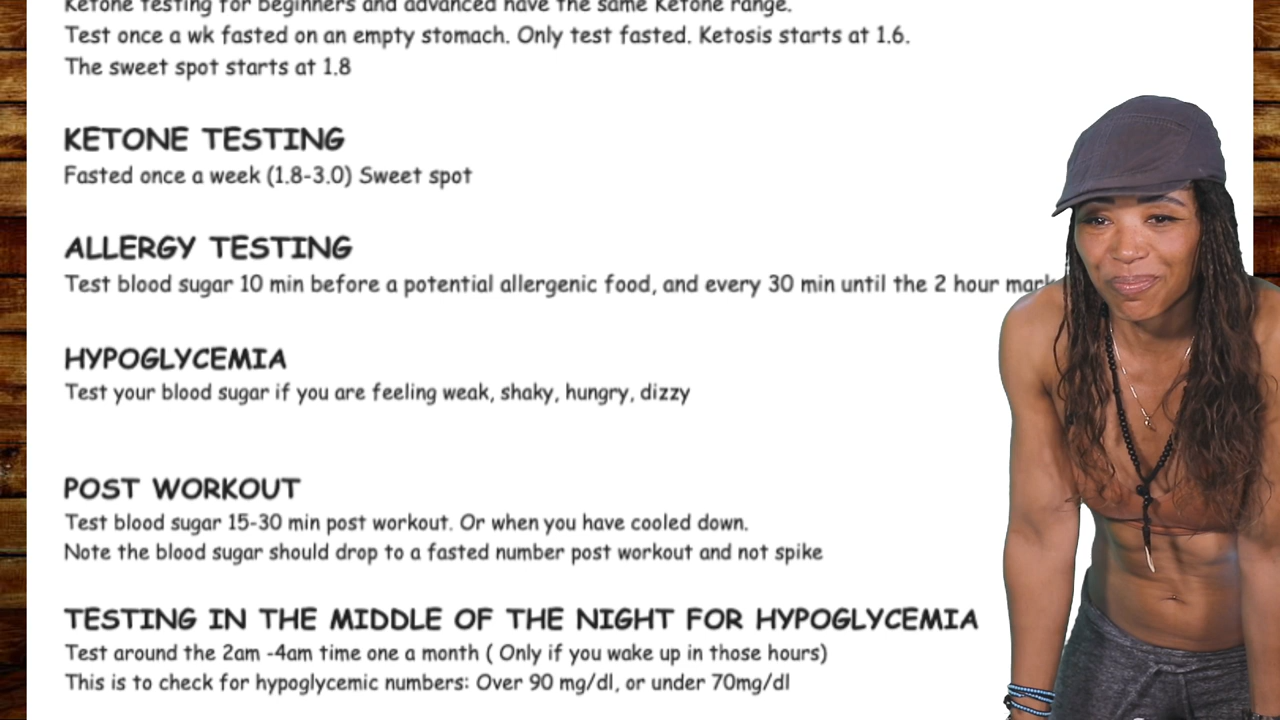 Ketone testing for beginners and advanced have the same Ketone range.
Test once a wk fasted on an empty stomach. Only test fasted. Ketosis starts at 1.6.
The sweet spot starts at 1.8
KETONE TESTING
Fasted once a week (1.8-3.0) Sweet spot
ALLERGY TESTING
Test blood sugar 10 min before a potential allergenic food, and every 30 min until the 2 hour mark
HYPOGLYCEMIA
Test your blood sugar if you are feeling weak, shaky, hungry, dizzy
POST WORKOUT
Test blood sugar 15-30 min post workout. Or when you have cooled down.
Note the blood sugar should drop to a fasted number post workout and not spike
TESTING IN THE MIDDLE OF THE NIGHT FOR HYPOGLYCEMIA
Test around the 2am -4am time one a month ( Only if you wake up in those hours)
This is to check for hypoglycemic numbers: Over 90 mg/dl, or under 70mg/dl